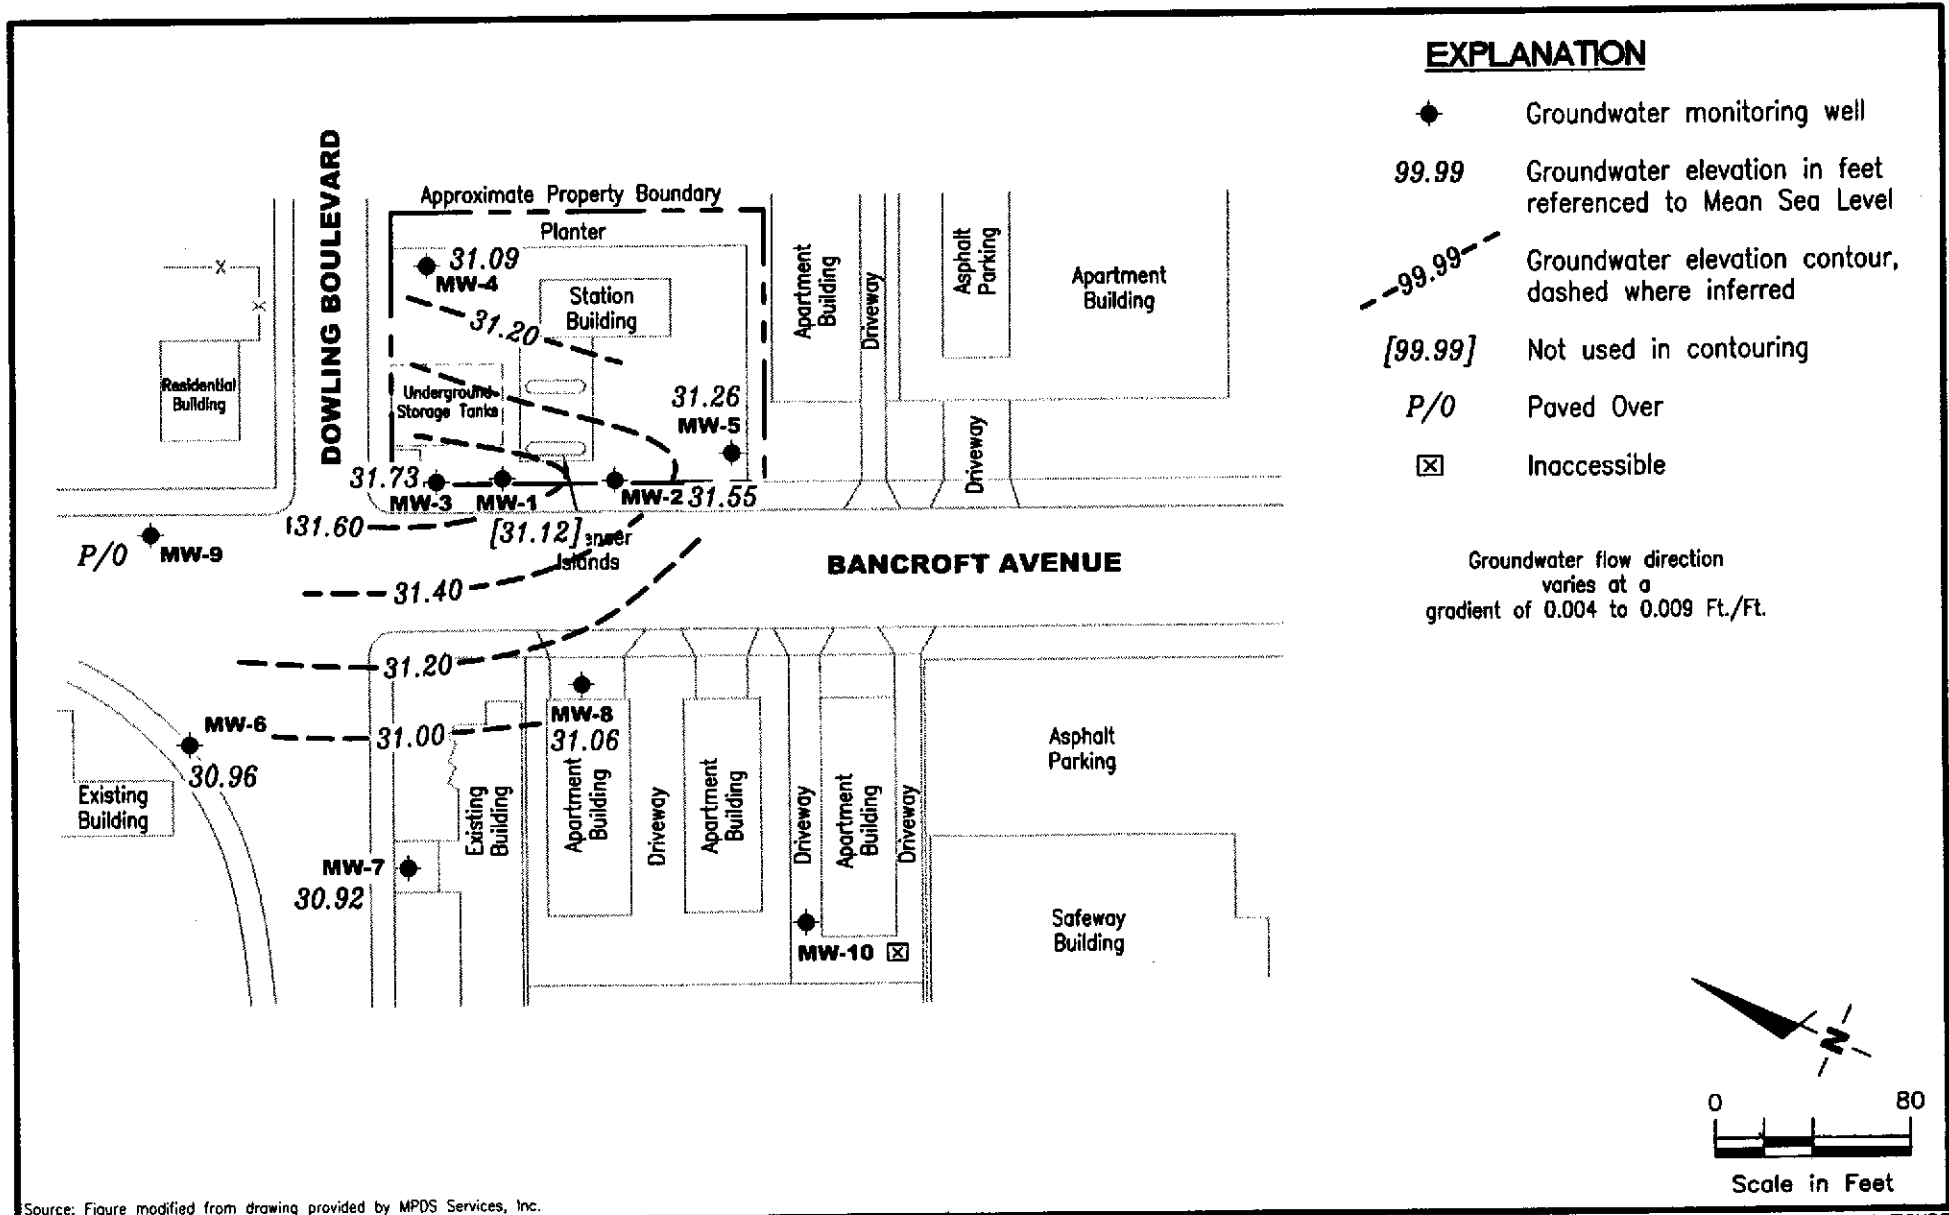 EXPLANATION
Groundwater monitoring well
99.99 Groundwater elevation in feet
referenced to Mean Sea Level
99.99 Groundwater elevation contour,
dashed where inferred
[99.99] Not used in contouring
P/O Paved Over
Inaccessible
Groundwater flow direction
varies at a
gradient of 0.004 to 0.009 Ft./Ft.
DOWLING BOULEVARD
Approximate Property Boundary
Planter
31.09
MW-4
Station
Building
31.20
Underground
Storage Tanks
31.26
MW-5
Residential
Building
Apartment
Building
Driveway
Asphalt
Parking
Apartment
Building
Driveway
31.73
MW-3
MW-1
MW-2
31.55
31.60
[31.12]
Islands
P/O
MW-9
31.40
BANCROFT AVENUE
31.20
MW-6
30.96
31.00
MW-8
31.06
Existing
Building
Existing
Building
Apartment
Building
Driveway
Apartment
Building
Driveway
Apartment
Building
Driveway
Asphalt
Parking
MW-7
30.92
MW-10
Safeway
Building
N
0 80
Scale in Feet
Source: Figure modified from drawing provided by MPDS Services, Inc.